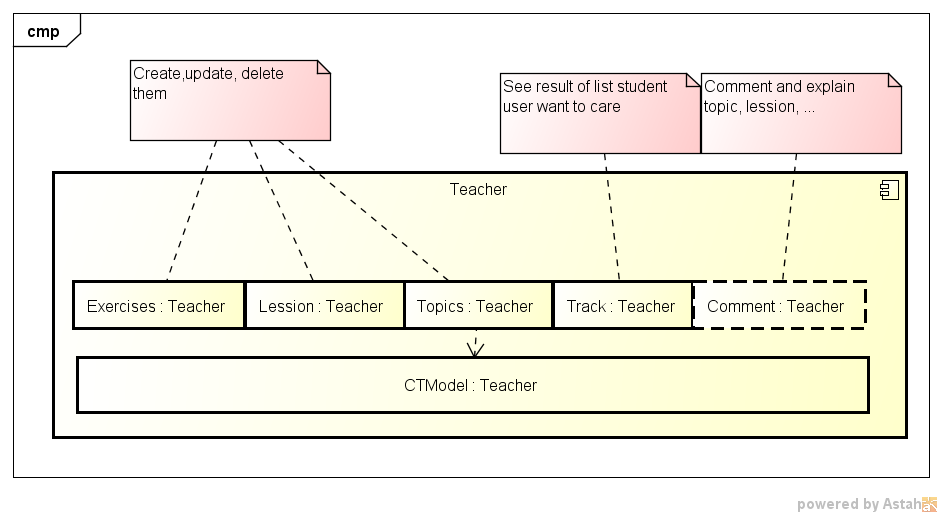 cmp
Create,update, delete
them
See result of list student
user want to care
Comment and explain
topic, lession, ...
Teacher
Exercises : Teacher
Lession : Teacher
Topics : Teacher
Track : Teacher
Comment : Teacher
CTModel : Teacher
powered by Astah